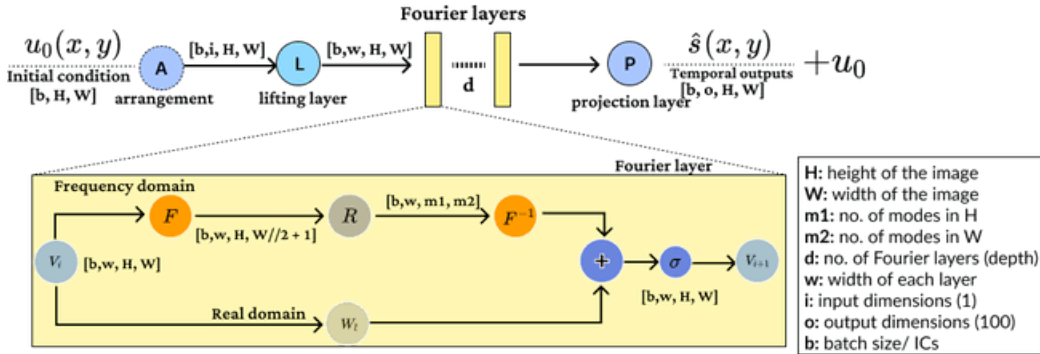 Fourier layers
u₀(x, y)
Initial condition
[b, H, W]
A
arrangement
[b,i, H, W]
L
lifting layer
[b,w, H, W]
d
P
projection layer
ŝ(x, y)
Temporal outputs
[b, o, H, W]
+u₀
Fourier layer
Frequency domain
F
[b,w, H, W//2 + 1]
R
[b,w, m1, m2]
F⁻¹
Vᵢ
[b,w, H, W]
+
σ
Vᵢ₊₁
[b,w, H, W]
Real domain
Wₗ
H: height of the image
W: width of the image
m1: no. of modes in H
m2: no. of modes in W
d: no. of Fourier layers (depth)
w: width of each layer
i: input dimensions (1)
o: output dimensions (100)
b: batch size/ ICs